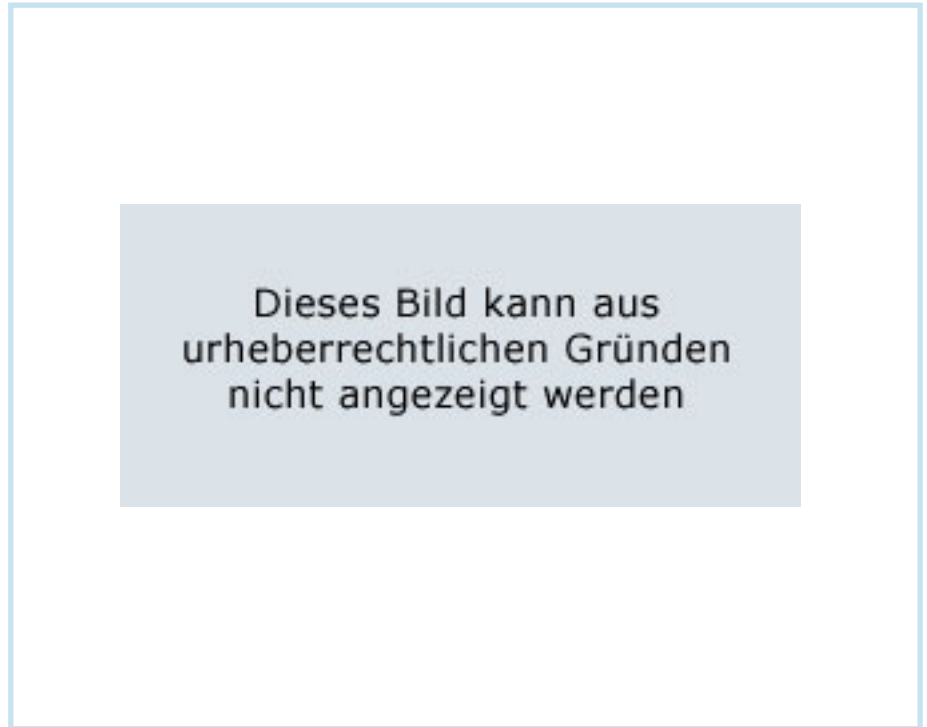 Dieses Bild kann aus
urheberrechtlichen Gründen
nicht angezeigt werden